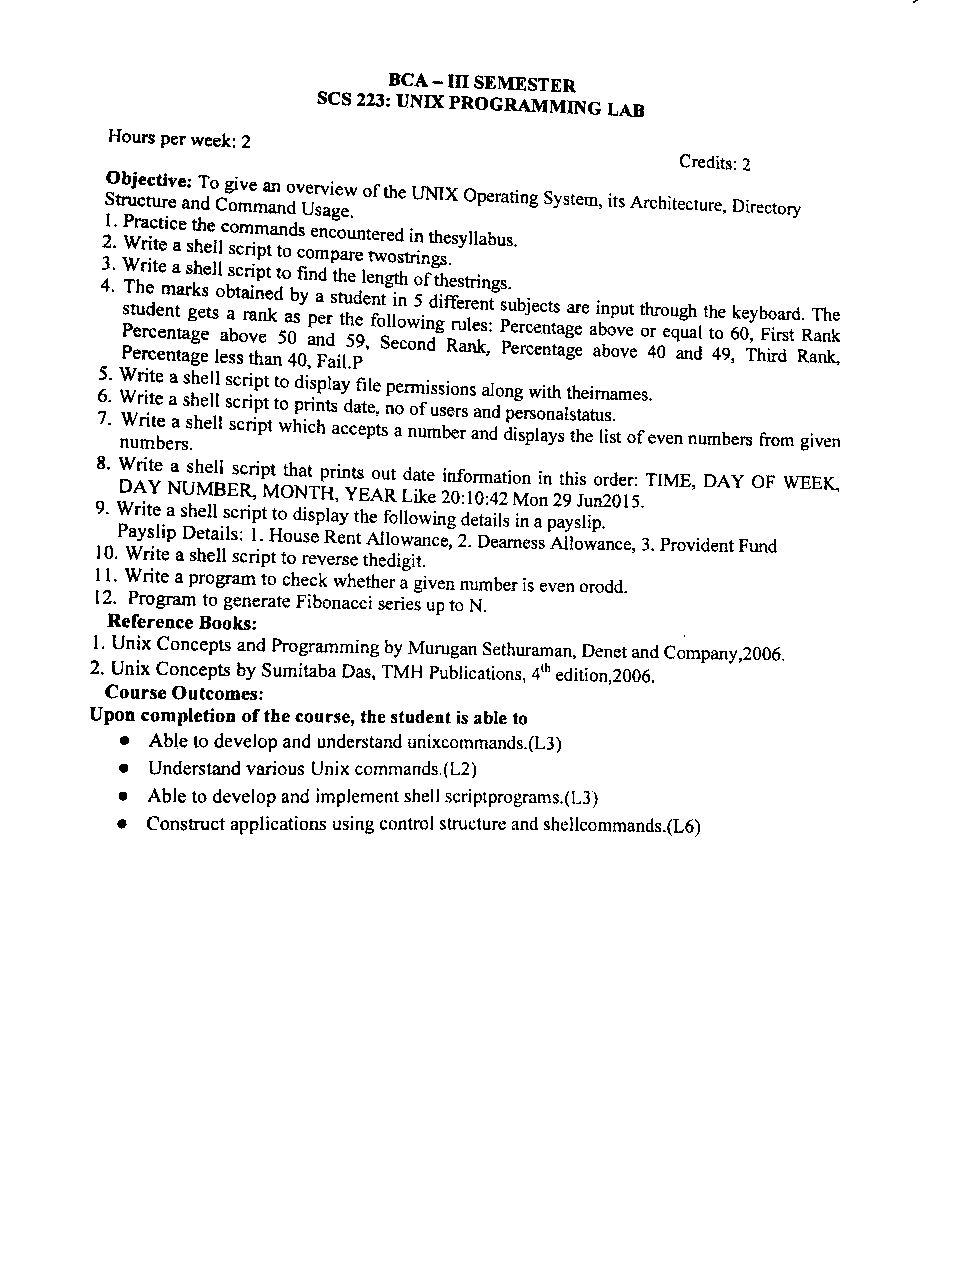 BCA – III SEMESTER
SCS 223: UNIX PROGRAMMING LAB
Hours per week: 2
Credits: 2
Objective: To give an overview of the UNIX Operating System, its Architecture, Directory
Structure and Command Usage.
1. Practice the commands encountered in thesyllabus.
2. Write a shell script to compare twostrings.
3. Write a shell script to find the length of thestrings.
4. The marks obtained by a student in 5 different subjects are input through the keyboard. The
student gets a rank as per the following rules: Percentage above or equal to 60, First Rank
Percentage above 50 and 59, Second Rank, Percentage above 40 and 49, Third Rank,
Percentage less than 40, Fail.P
5. Write a shell script to display file permissions along with theirnames.
6. Write a shell script to prints date, no of users and personalstatus.
7. Write a shell script which accepts a number and displays the list of even numbers from given
numbers.
8. Write a shell script that prints out date information in this order: TIME, DAY OF WEEK,
DAY NUMBER, MONTH, YEAR Like 20:10:42 Mon 29 Jun2015.
9. Write a shell script to display the following details in a payslip.
Payslip Details: 1. House Rent Allowance, 2. Dearness Allowance, 3. Provident Fund
10. Write a shell script to reverse thedigit.
11. Write a program to check whether a given number is even orodd.
12. Program to generate Fibonacci series up to N.
Reference Books:
1. Unix Concepts and Programming by Murugan Sethuraman, Denet and Company,2006.
2. Unix Concepts by Sumitaba Das, TMH Publications, 4th edition,2006.
Course Outcomes:
Upon completion of the course, the student is able to
● Able to develop and understand unixcommands.(L3)
● Understand various Unix commands.(L2)
● Able to develop and implement shell scriptprograms.(L3)
● Construct applications using control structure and shellcommands.(L6)